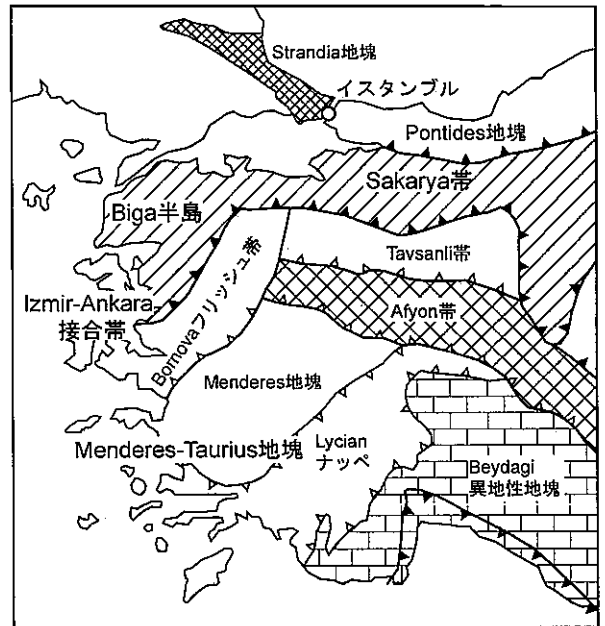 Strandia地塊
イスタンブル
Pontides地塊
Sakarya帯
Biga半島
Tavsanli帯
Izmir-Ankara-
接合帯
Bornovaフリッシュ帯
Afyon帯
Menderes地塊
Menderes-Taurius地塊
Lycian
ナッペ
Beydagi
異地性地塊